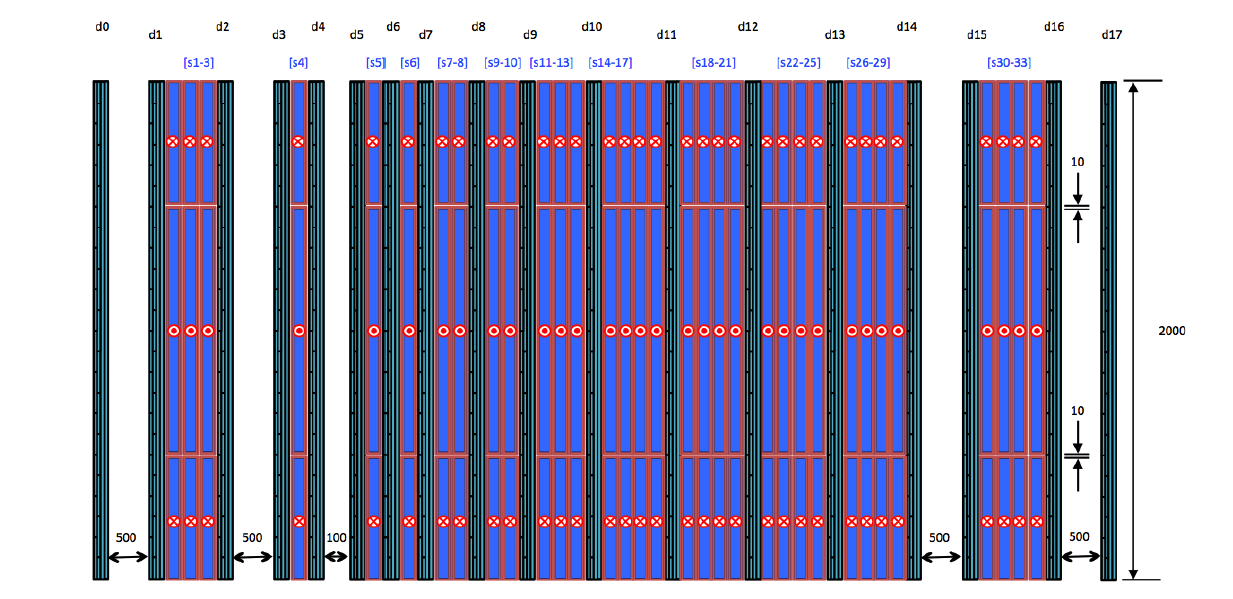 d0 d1 d2 d3 d4 d5 d6 d7 d8 d9 d10 d11 d12 d13 d14 d15 d16 d17
[s1-3] [s4] [s5] [s6] [s7-8] [s9-10] [s11-13] [s14-17] [s18-21] [s22-25] [s26-29] [s30-33]
10
2000
10
500 500 100 500 500